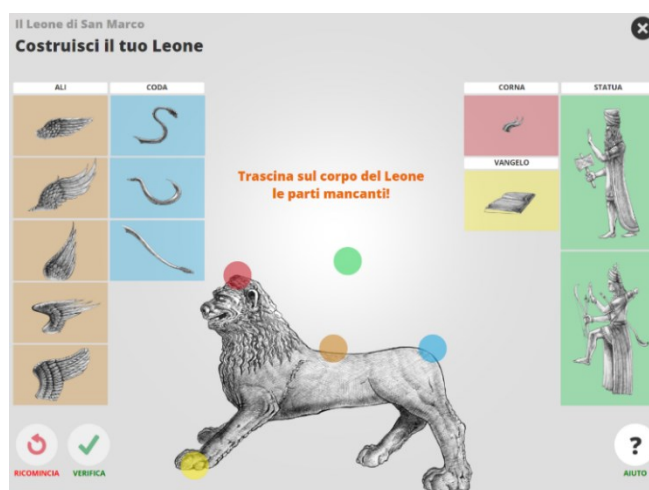 Il Leone di San Marco
Costruisci il tuo Leone
ALI
CODA
CORNA
STATUA
VANGELO
Trascina sul corpo del Leone
le parti mancanti!
RICOMINCIA
VERIFICA
?
AIUTO